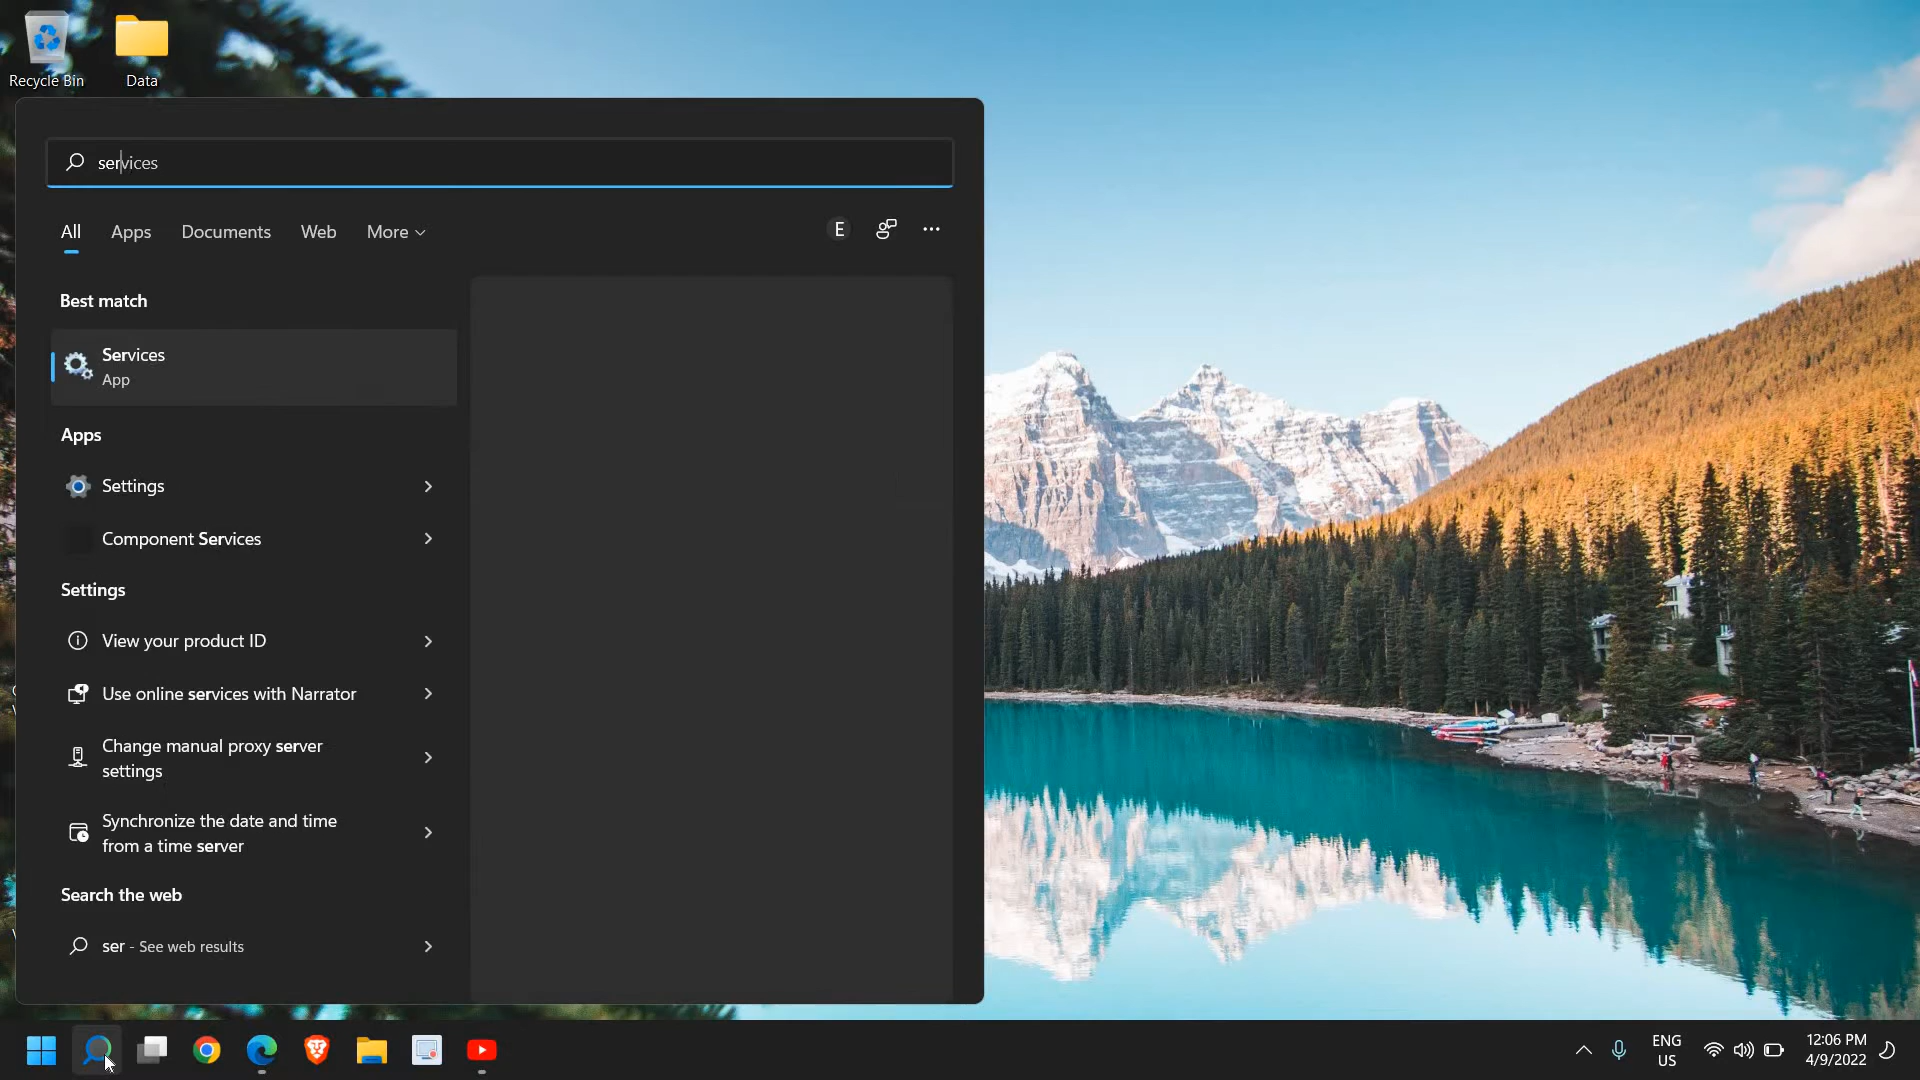 Recycle Bin
Data
services
All
Apps
Documents
Web
More
E
Best match
Services
App
Apps
Settings
Component Services
Settings
View your product ID
Use online services with Narrator
Change manual proxy server
settings
Synchronize the date and time
from a time server
Search the web
ser - See web results
ENG
US
12:06 PM
4/9/2022